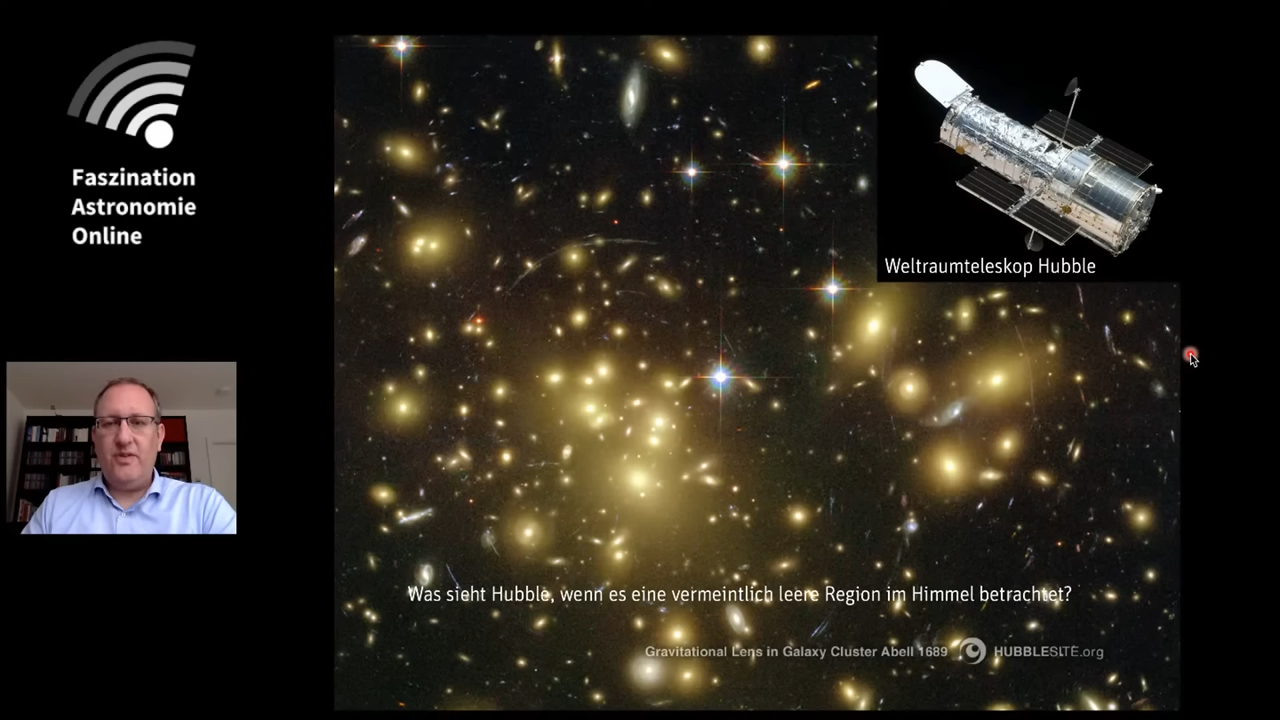 Faszination
Astronomie
Online
Weltraumteleskop Hubble
Was sieht Hubble, wenn es eine vermeintlich leere Region im Himmel betrachtet?
Gravitational Lens in Galaxy Cluster Abell 1689 HUBBLESITE.org